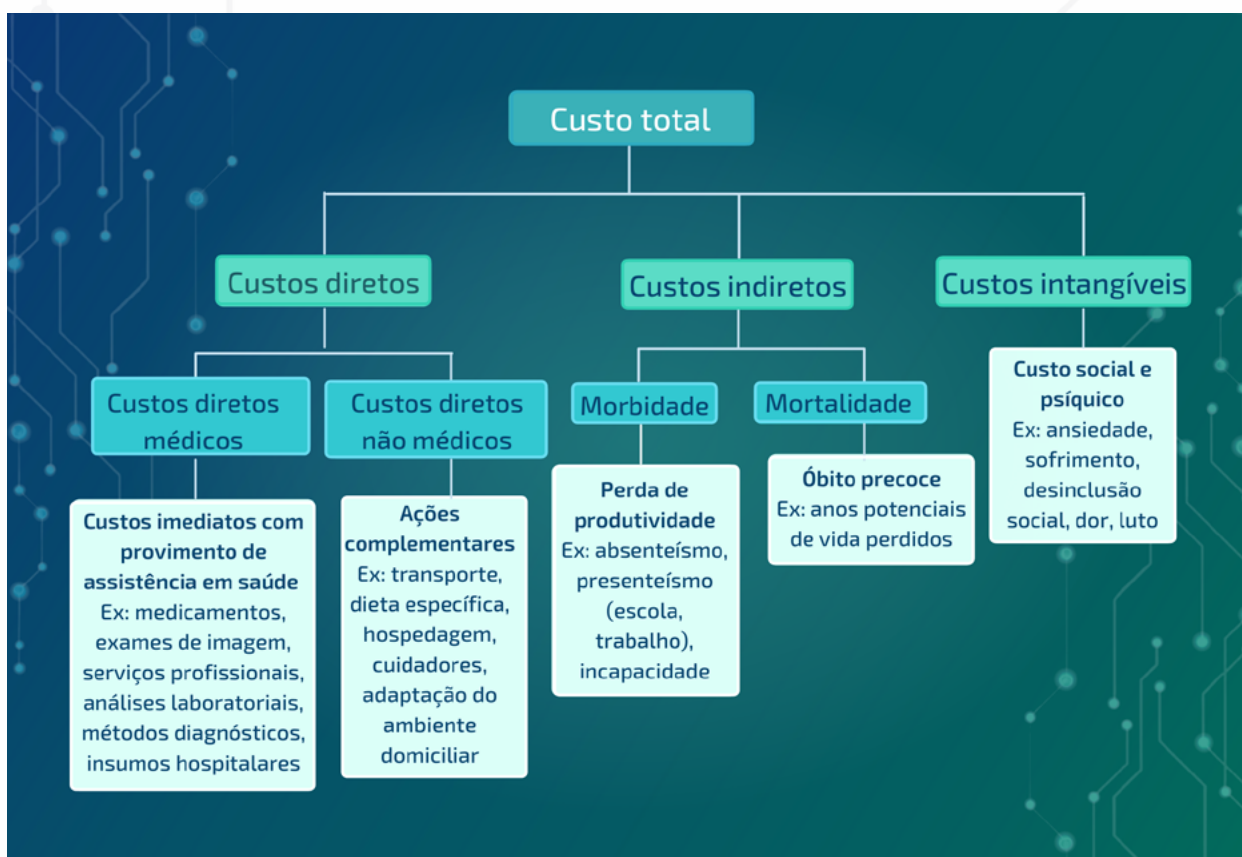 Custo total
Custos diretos
Custos indiretos
Custos intangíveis
Custos diretos
médicos
Custos diretos
não médicos
Morbidade
Mortalidade
Custo social e
psíquico
Ex: ansiedade,
sofrimento,
desinclusão
social, dor, luto
Custos imediatos com
provimento de
assistência em saúde
Ex: medicamentos,
exames de imagem,
serviços profissionais,
análises laboratoriais,
métodos diagnósticos,
insumos hospitalares
Ações
complementares
Ex: transporte,
dieta específica,
hospedagem,
cuidadores,
adaptação do
ambiente
domiciliar
Perda de
produtividade
Ex: absenteísmo,
presenteísmo
(escola,
trabalho),
incapacidade
Óbito precoce
Ex: anos potenciais
de vida perdidos